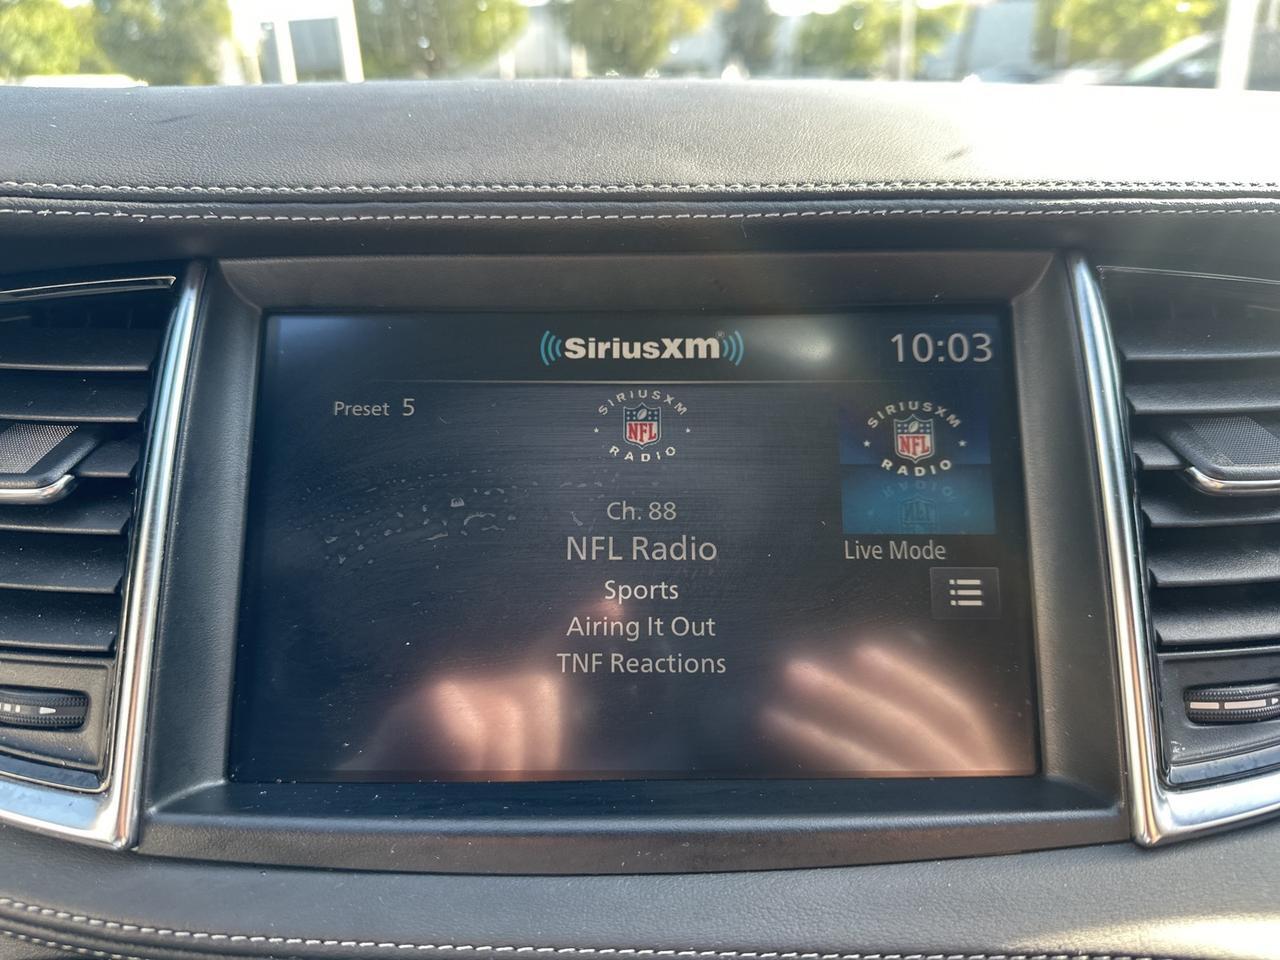 SiriusXM®
10:03
Preset 5
SIRIUSXM
NFL
RADIO
SIRIUSXM
NFL
RADIO
Ch. 88
NFL Radio
Live Mode
Sports
Airing It Out
TNF Reactions